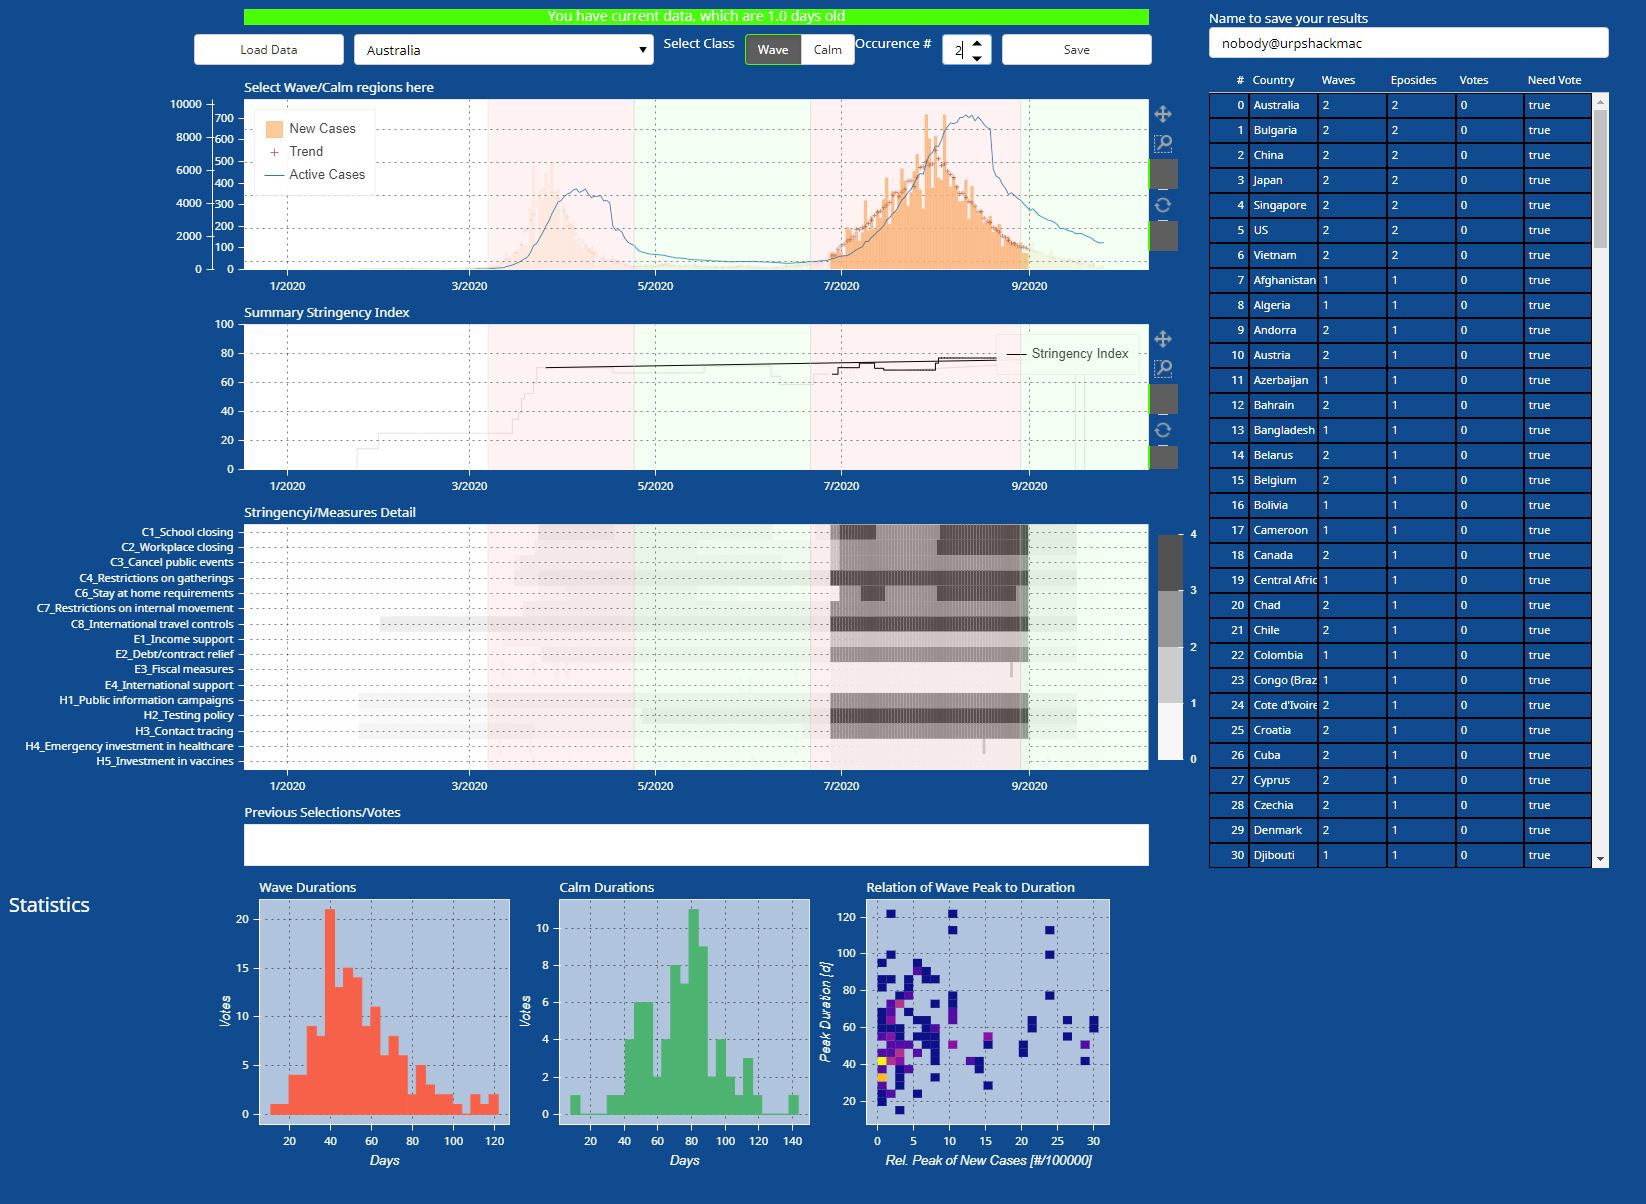 You have current data, which are 1.0 days old
Name to save your results
Load Data
Australia
Select Class
Wave
Calm
Occurence #
2
Save
nobody@urpshackmac
Select Wave/Calm regions here
10000
8000
6000
4000
2000
0
700
600
500
400
300
200
100
0
New Cases
Trend
Active Cases
1/2020 3/2020 5/2020 7/2020 9/2020
Summary Stringency Index
100
80
60
40
20
0
Stringency Index
1/2020 3/2020 5/2020 7/2020 9/2020
Stringencyi/Measures Detail
C1_School closing
C2_Workplace closing
C3_Cancel public events
C4_Restrictions on gatherings
C6_Stay at home requirements
C7_Restrictions on internal movement
C8_International travel controls
E1_Income support
E2_Debt/contract relief
E3_Fiscal measures
E4_International support
H1_Public information campaigns
H2_Testing policy
H3_Contact tracing
H4_Emergency investment in healthcare
H5_Investment in vaccines
4
3
2
1
0
1/2020 3/2020 5/2020 7/2020 9/2020
Previous Selections/Votes
# Country Waves Eposides Votes Need Vote
0 Australia 2 2 0 true
1 Bulgaria 2 2 0 true
2 China 2 2 0 true
3 Japan 2 2 0 true
4 Singapore 2 2 0 true
5 US 2 2 0 true
6 Vietnam 2 2 0 true
7 Afghanistan 1 1 0 true
8 Algeria 1 1 0 true
9 Andorra 2 1 0 true
10 Austria 2 1 0 true
11 Azerbaijan 1 1 0 true
12 Bahrain 2 1 0 true
13 Bangladesh 1 1 0 true
14 Belarus 2 1 0 true
15 Belgium 2 1 0 true
16 Bolivia 1 1 0 true
17 Cameroon 1 1 0 true
18 Canada 2 1 0 true
19 Central Afric 1 1 0 true
20 Chad 2 1 0 true
21 Chile 2 1 0 true
22 Colombia 1 1 0 true
23 Congo (Braz 1 1 0 true
24 Cote d'Ivoire 2 1 0 true
25 Croatia 2 1 0 true
26 Cuba 2 1 0 true
27 Cyprus 2 1 0 true
28 Czechia 2 1 0 true
29 Denmark 2 1 0 true
30 Djibouti 1 1 0 true
Statistics
Wave Durations
Votes
20
15
10
5
0
20 40 60 80 100 120
Days
Calm Durations
Votes
10
8
6
4
2
0
20 40 60 80 100 120 140
Days
Relation of Wave Peak to Duration
Peak Duration [d]
120
100
80
60
40
20
0 5 10 15 20 25 30
Rel. Peak of New Cases [#/100000]